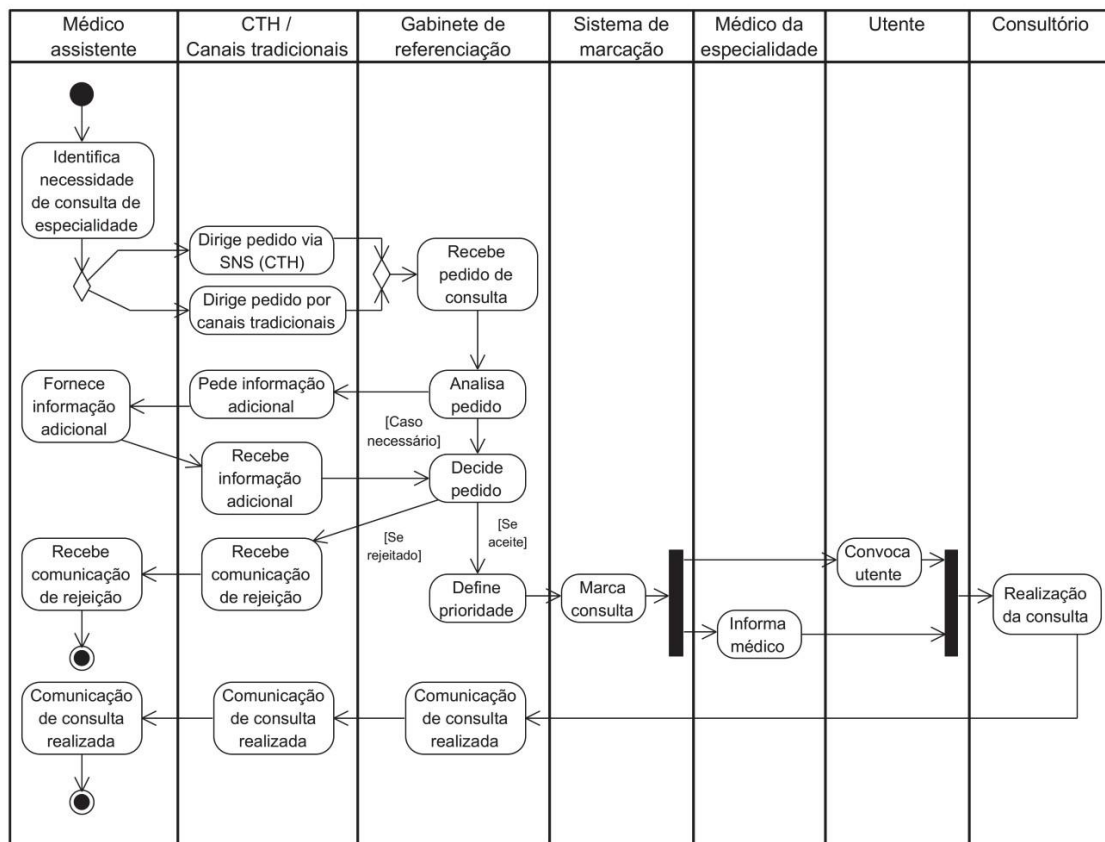 Médico
assistente
CTH /
Canais tradicionais
Gabinete de
referenciação
Sistema de
marcação
Médico da
especialidade
Utente
Consultório
Identifica
necessidade
de consulta de
especialidade
Dirige pedido via
SNS (CTH)
Dirige pedido por
canais tradicionais
Recebe
pedido de
consulta
Fornece
informação
adicional
Pede informação
adicional
Analisa
pedido
[Caso
necessário]
Recebe
informação
adicional
Decide
pedido
[Se
rejeitado]
[Se
aceite]
Recebe
comunicação
de rejeição
Recebe
comunicação
de rejeição
Define
prioridade
Marca
consulta
Convoca
utente
Informa
médico
Realização
da consulta
Comunicação
de consulta
realizada
Comunicação
de consulta
realizada
Comunicação
de consulta
realizada